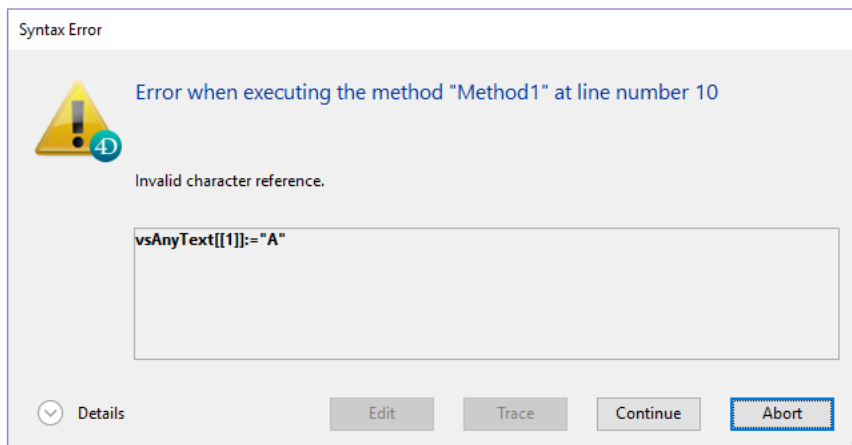 Syntax Error
Error when executing the method "Method1" at line number 10
4D
Invalid character reference.
vsAnyText[[1]]:="A"
Details
Edit
Trace
Continue
Abort